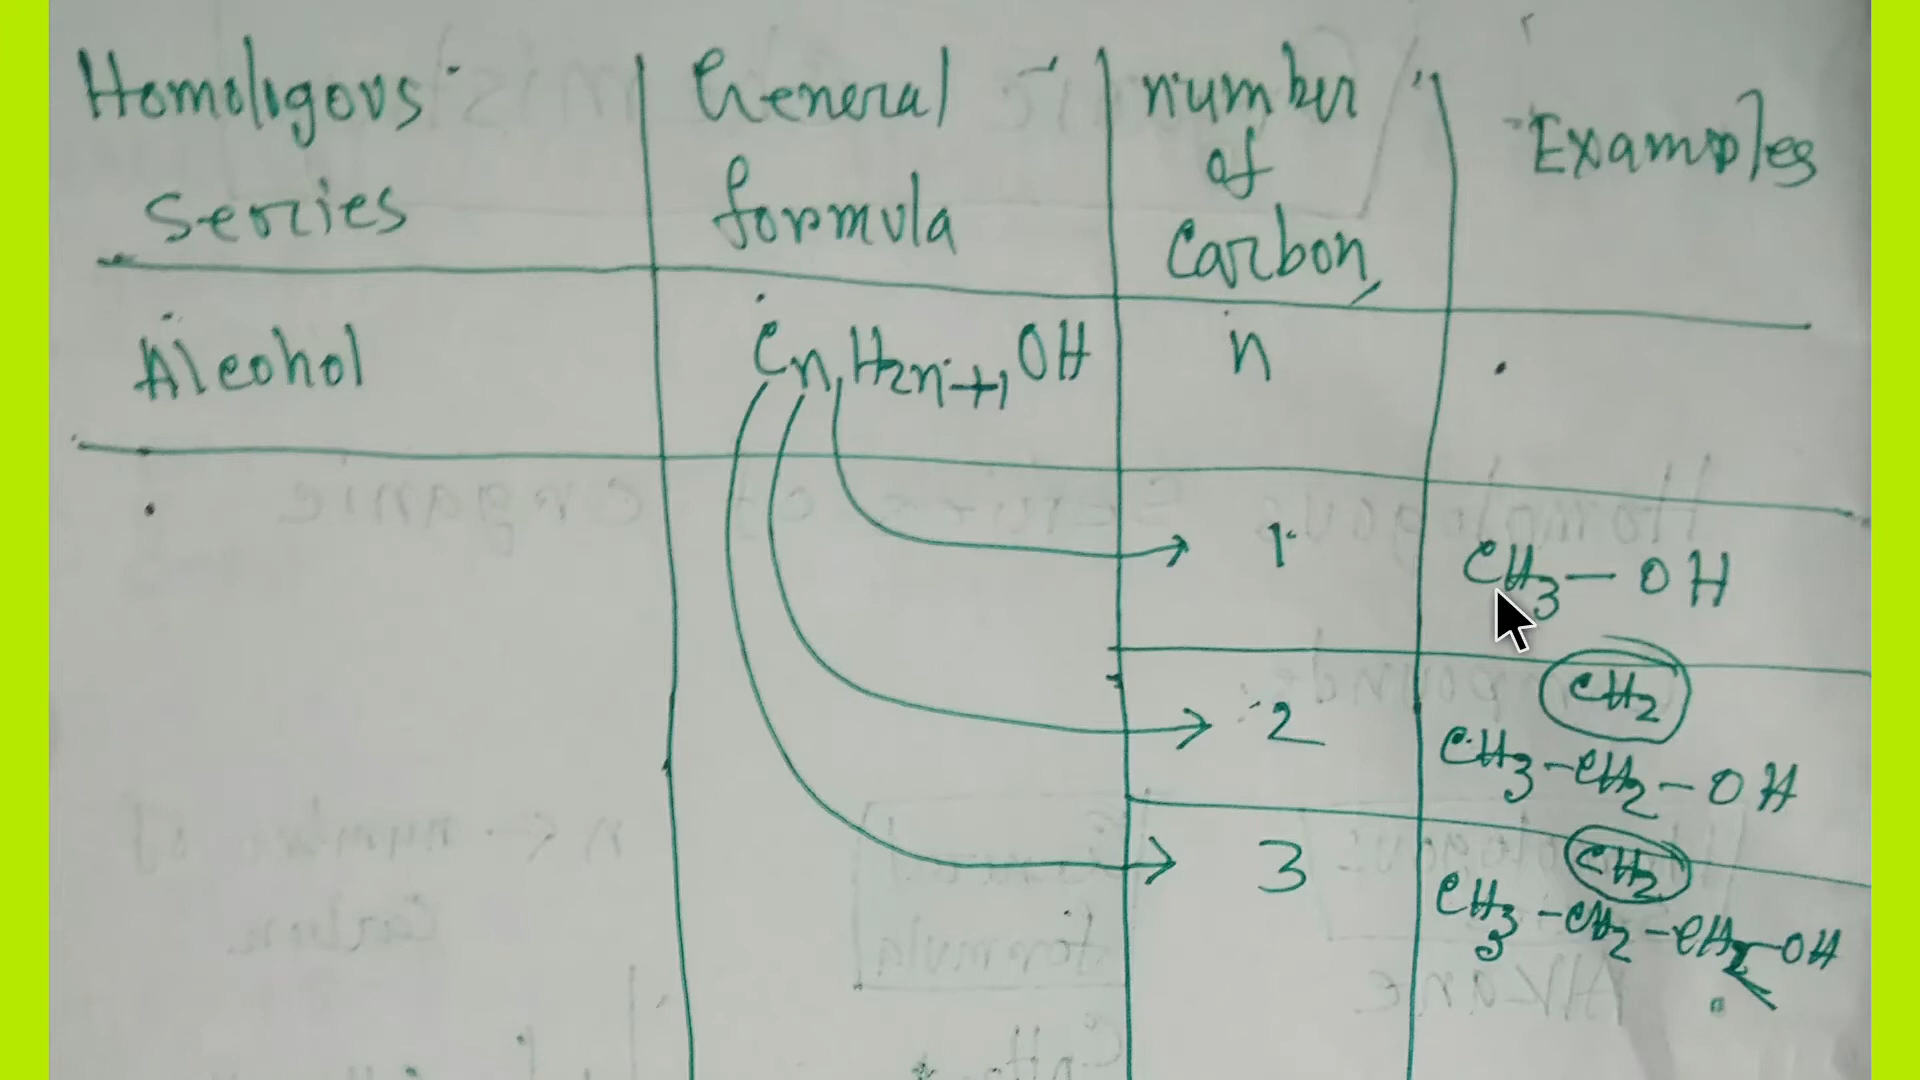 Homologous series
General formula
number of carbon
Examples
Alcohol
CnH2n+1OH
n
1
CH3 – OH
CH2
2
CH3 – CH2 – OH
CH2
3
CH3 – CH2 – CH2 – OH